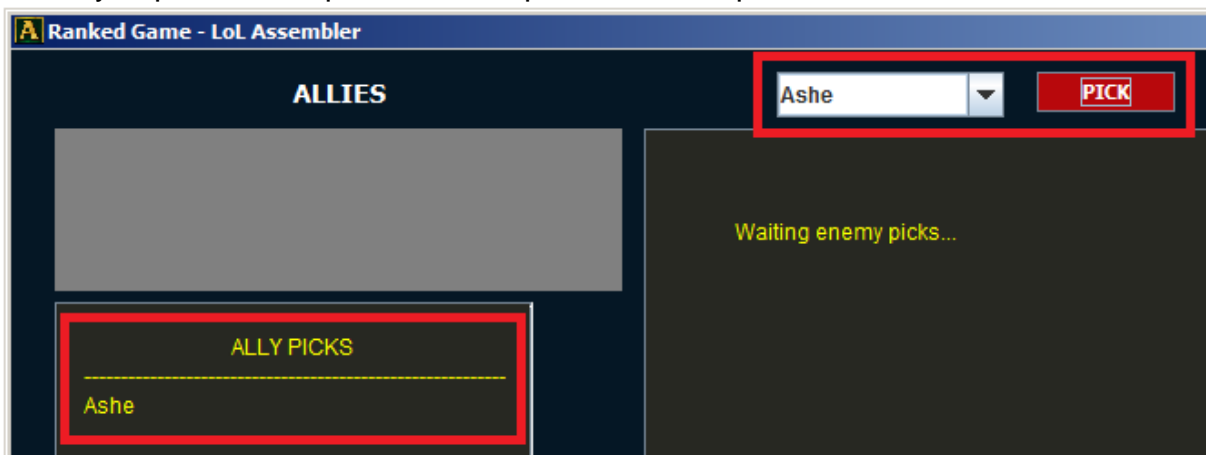 Ranked Game - LoL Assembler
ALLIES
Ashe
PICK
Waiting enemy picks...
ALLY PICKS
Ashe